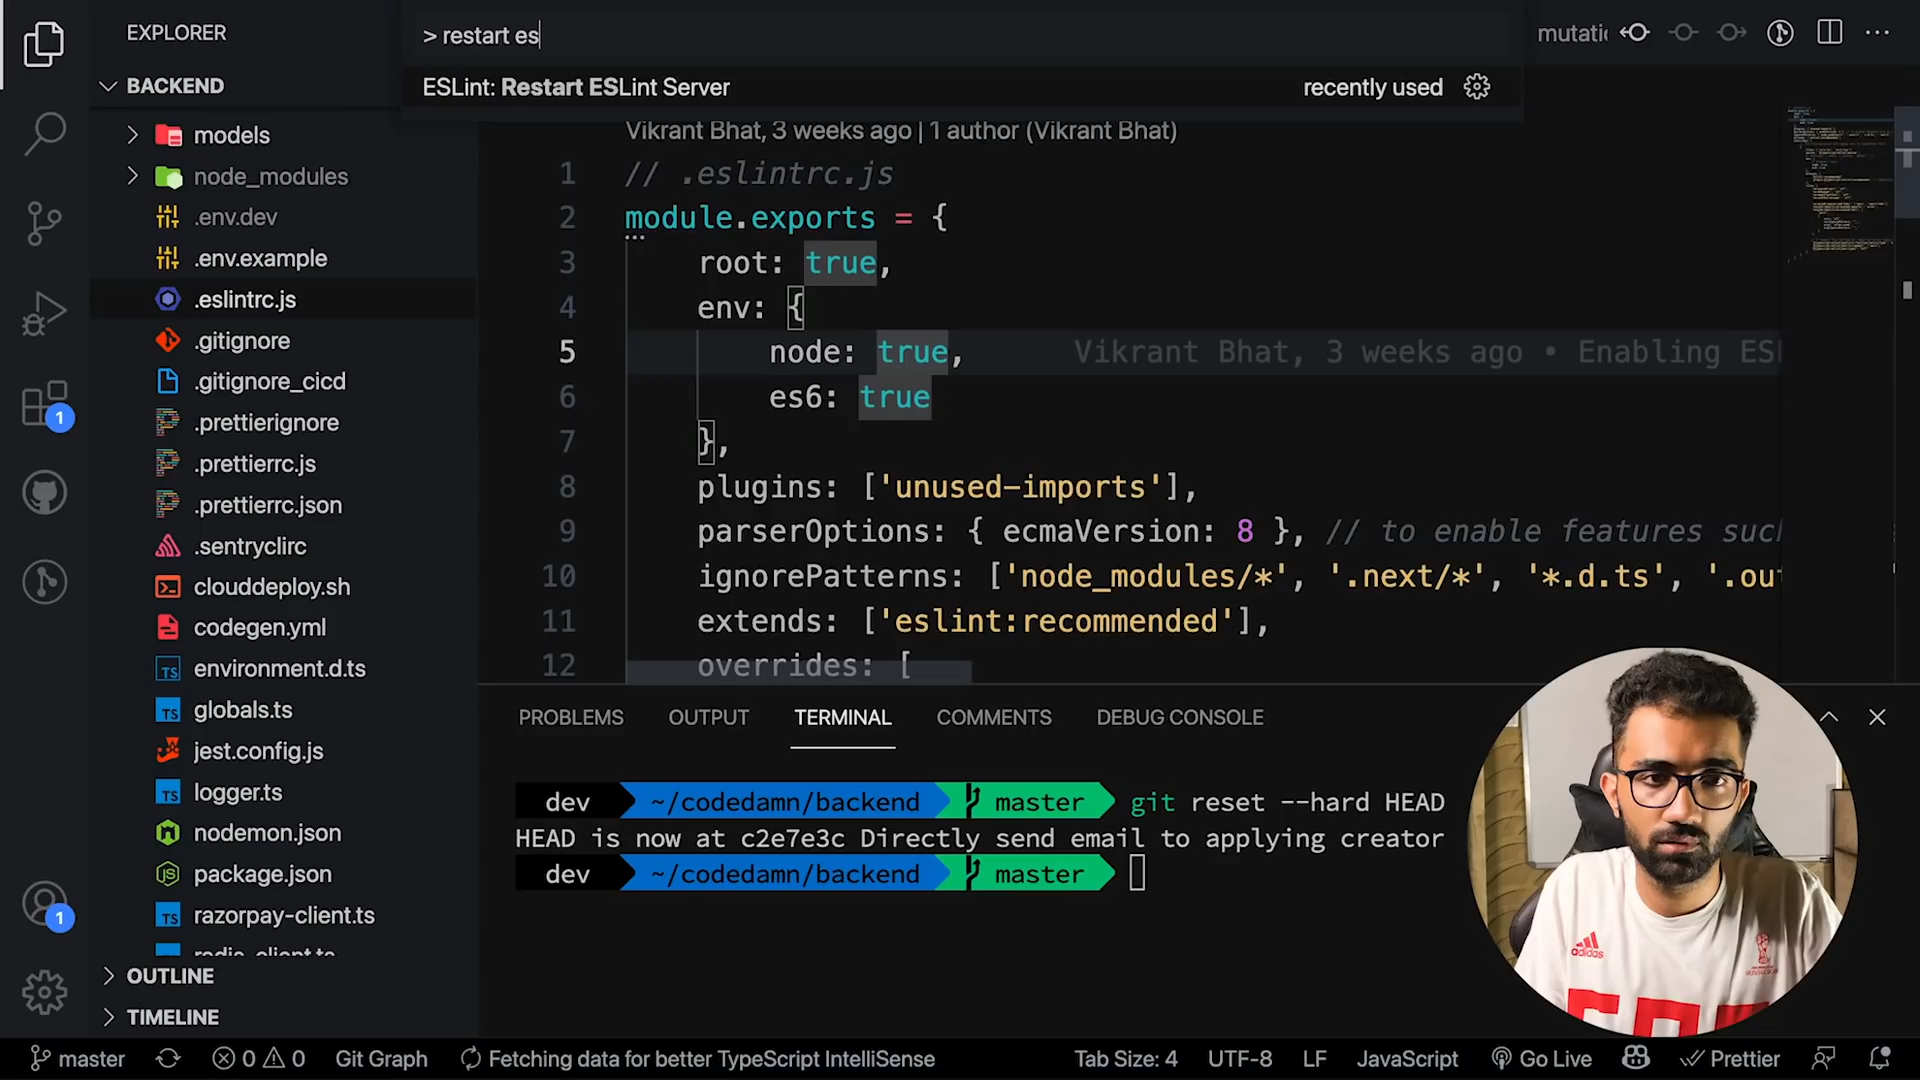 EXPLORER
> restart es
mutatio
BACKEND
ESLint: Restart ESLint Server
recently used
models
node_modules
.env.dev
.env.example
.eslintrc.js
.gitignore
.gitignore_cicd
.prettierignore
.prettierrc.js
.prettierrc.json
.sentryclirc
clouddeploy.sh
codegen.yml
environment.d.ts
globals.ts
jest.config.js
logger.ts
nodemon.json
package.json
razorpay-client.ts
redis-client.ts
OUTLINE
TIMELINE
Vikrant Bhat, 3 weeks ago | 1 author (Vikrant Bhat)
1 // .eslintrc.js
2 module.exports = {
3 root: true,
4 env: {
5 node: true, Vikrant Bhat, 3 weeks ago • Enabling ESL
6 es6: true
7 },
8 plugins: ['unused-imports'],
9 parserOptions: { ecmaVersion: 8 }, // to enable features such
10 ignorePatterns: ['node_modules/*', '.next/*', '*.d.ts', '.out
11 extends: ['eslint:recommended'],
12 overrides: [
PROBLEMS OUTPUT TERMINAL COMMENTS DEBUG CONSOLE
dev ~/codedamn/backend master git reset --hard HEAD
HEAD is now at c2e7e3c Directly send email to applying creator
dev ~/codedamn/backend master
adidas
1
1
master 0 0 Git Graph Fetching data for better TypeScript IntelliSense Tab Size: 4 UTF-8 LF JavaScript Go Live Prettier